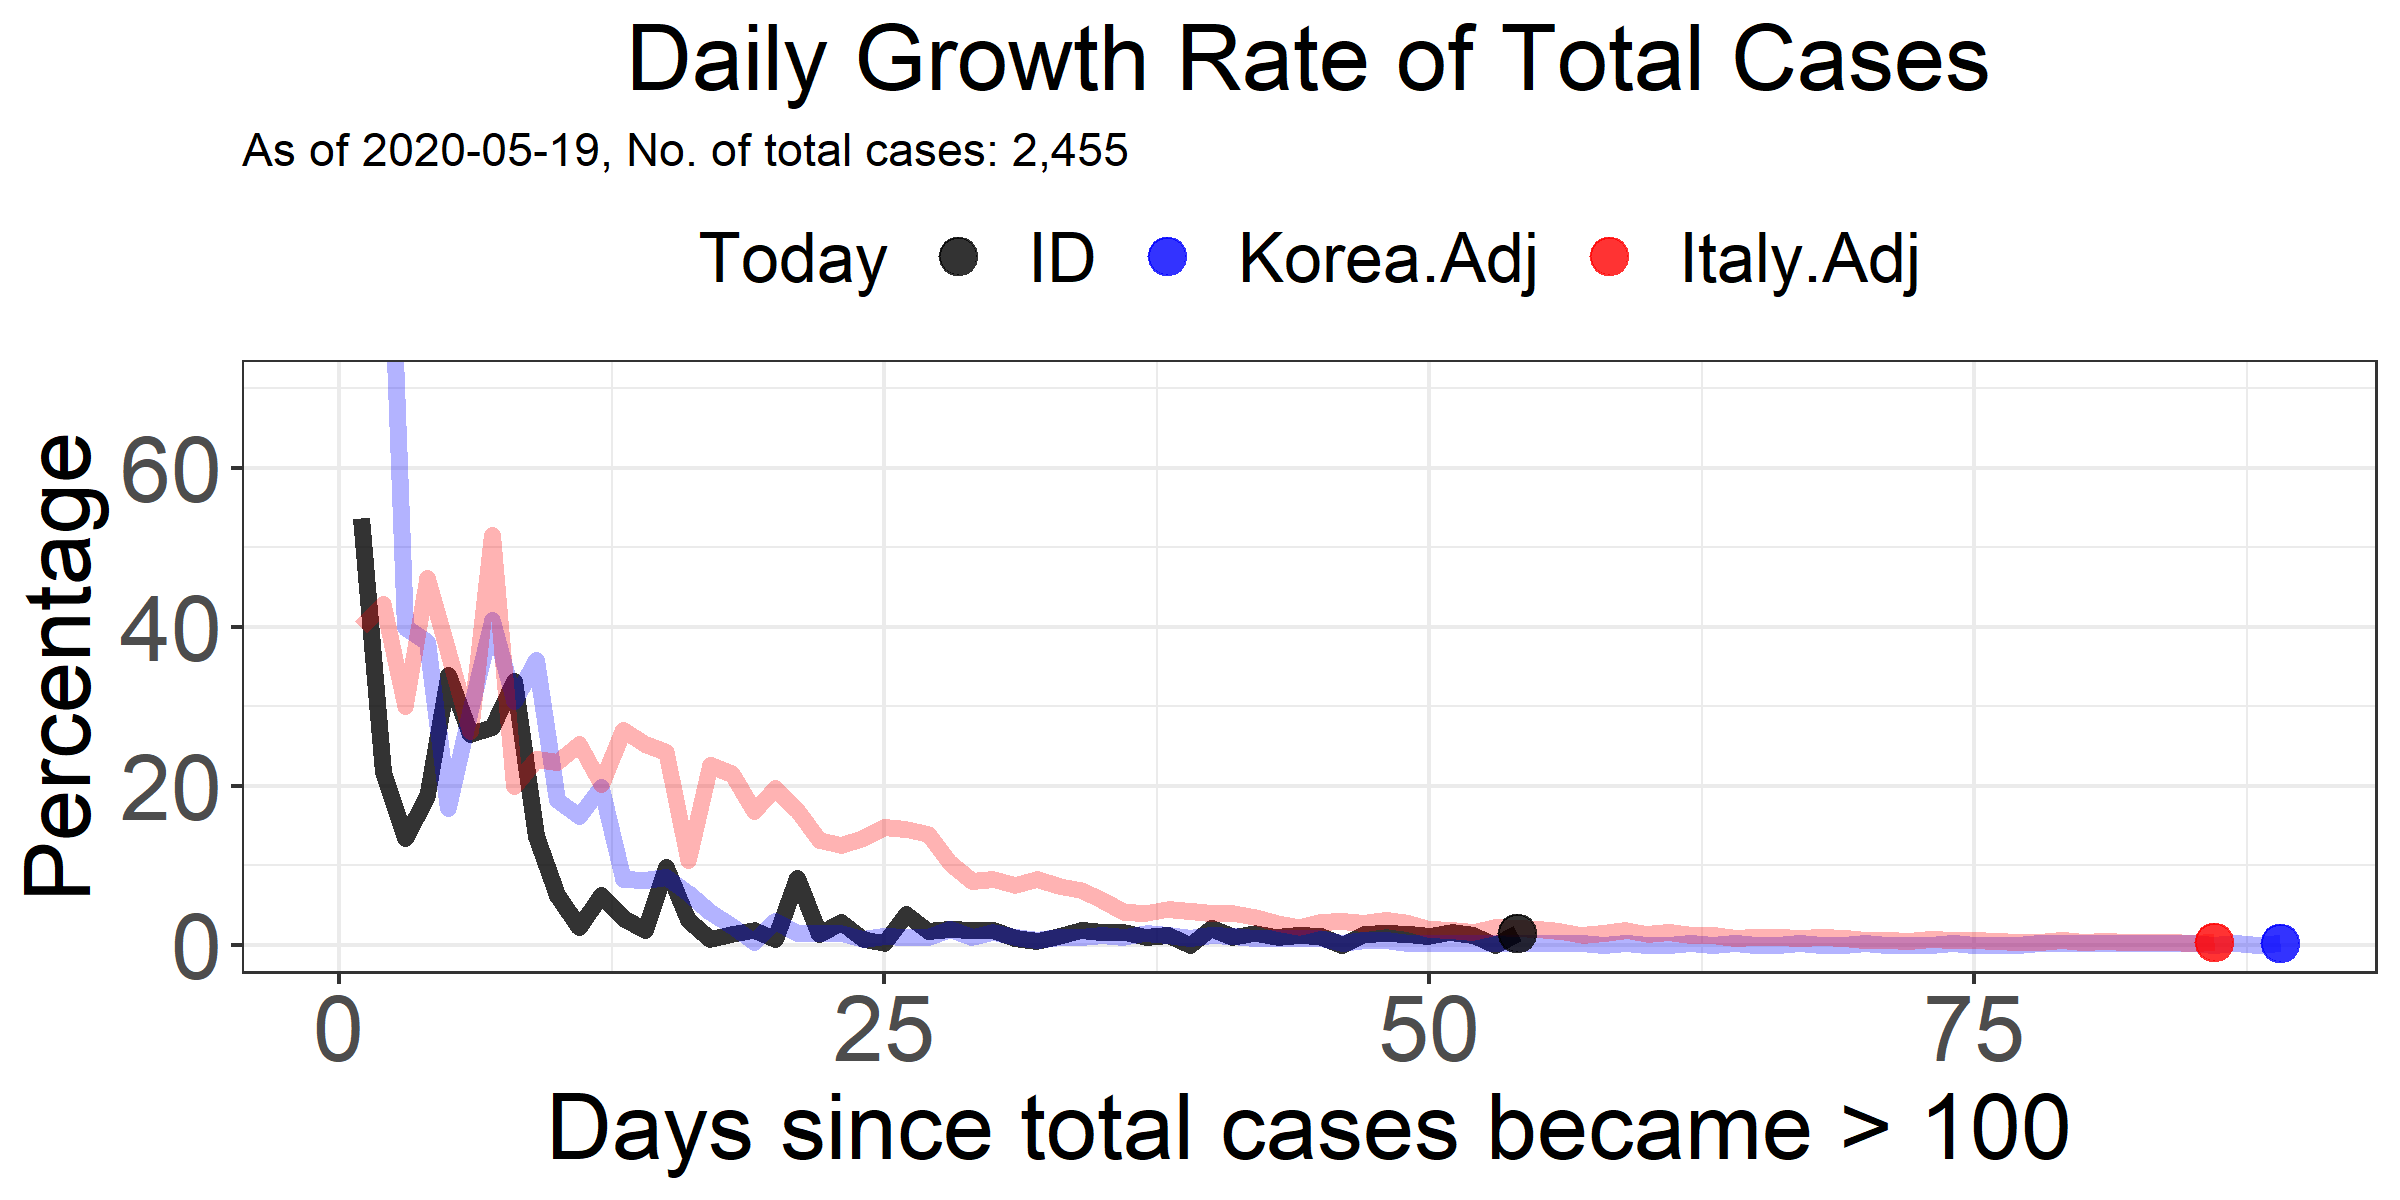 Daily Growth Rate of Total Cases
As of 2020-05-19, No. of total cases: 2,455
Today ID Korea.Adj Italy.Adj
Percentage
60
40
20
0
0 25 50 75
Days since total cases became > 100